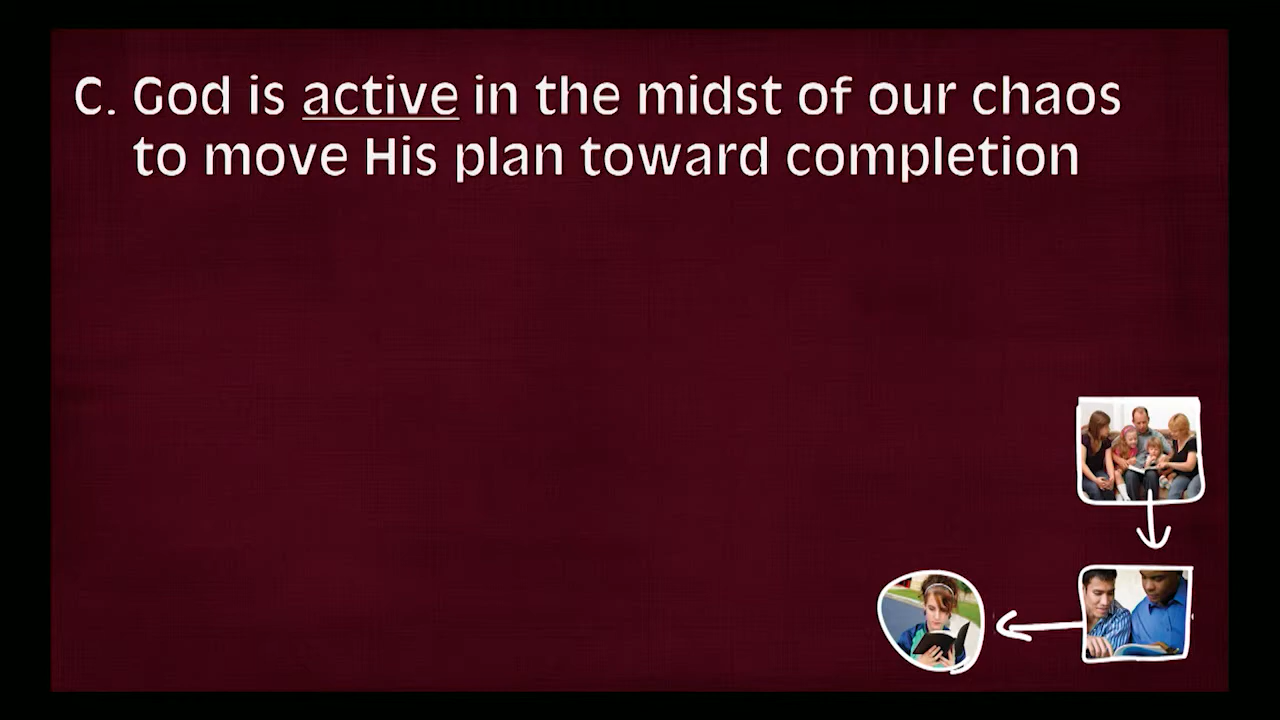 C. God is active in the midst of our chaos
to move His plan toward completion